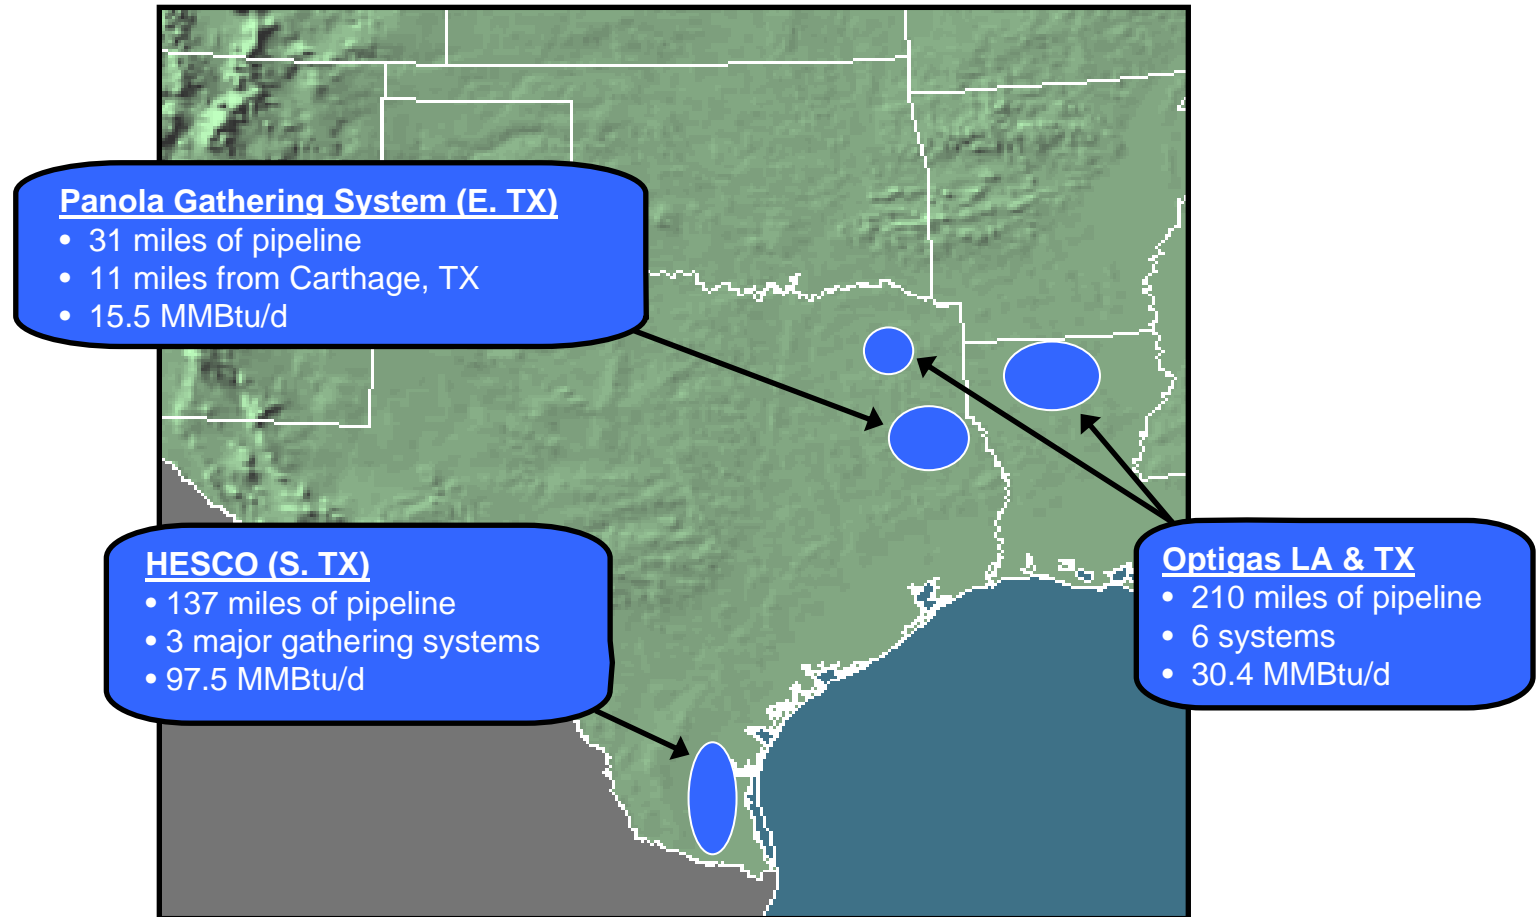 Panola Gathering System (E. TX)
• 31 miles of pipeline
• 11 miles from Carthage, TX
• 15.5 MMBtu/d
HESCO (S. TX)
• 137 miles of pipeline
• 3 major gathering systems
• 97.5 MMBtu/d
Optigas LA & TX
• 210 miles of pipeline
• 6 systems
• 30.4 MMBtu/d